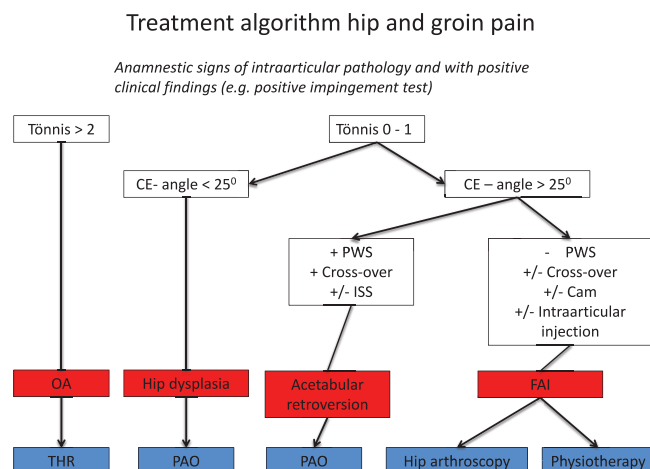 Treatment algorithm hip and groin pain
Anamnestic signs of intraarticular pathology and with positive
clinical findings (e.g. positive impingement test)
Tönnis > 2
Tönnis 0 - 1
CE- angle < 25⁰
CE – angle > 25⁰
+ PWS
+ Cross-over
+/- ISS
- PWS
+/- Cross-over
+/- Cam
+/- Intraarticular
injection
OA
Hip dysplasia
Acetabular
retroversion
FAI
THR
PAO
PAO
Hip arthroscopy
Physiotherapy